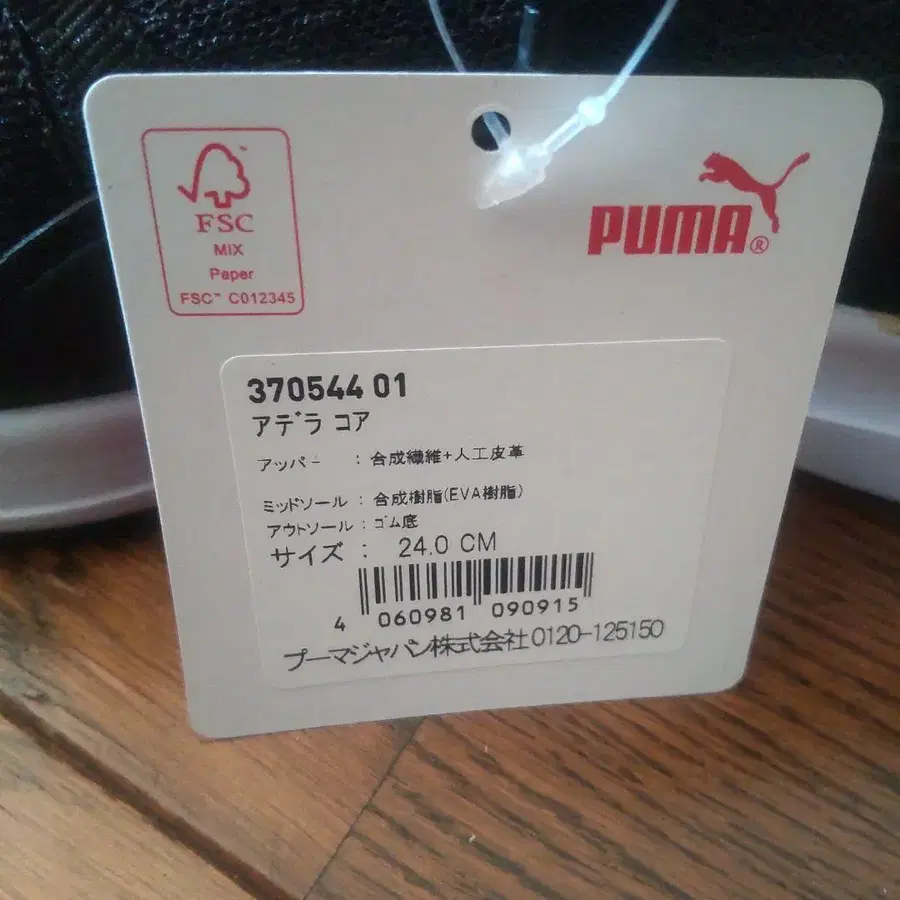 FSC
MIX
Paper
FSC™ C012345
PUMA®
370544 01
アデラ コア
アッパー : 合成繊維+人工皮革
ミッドソール : 合成樹脂(EVA樹脂)
アウトソール : ゴム底
サイズ : 24.0 CM
4 060981 090915
プーマジャパン株式会社 0120-125150